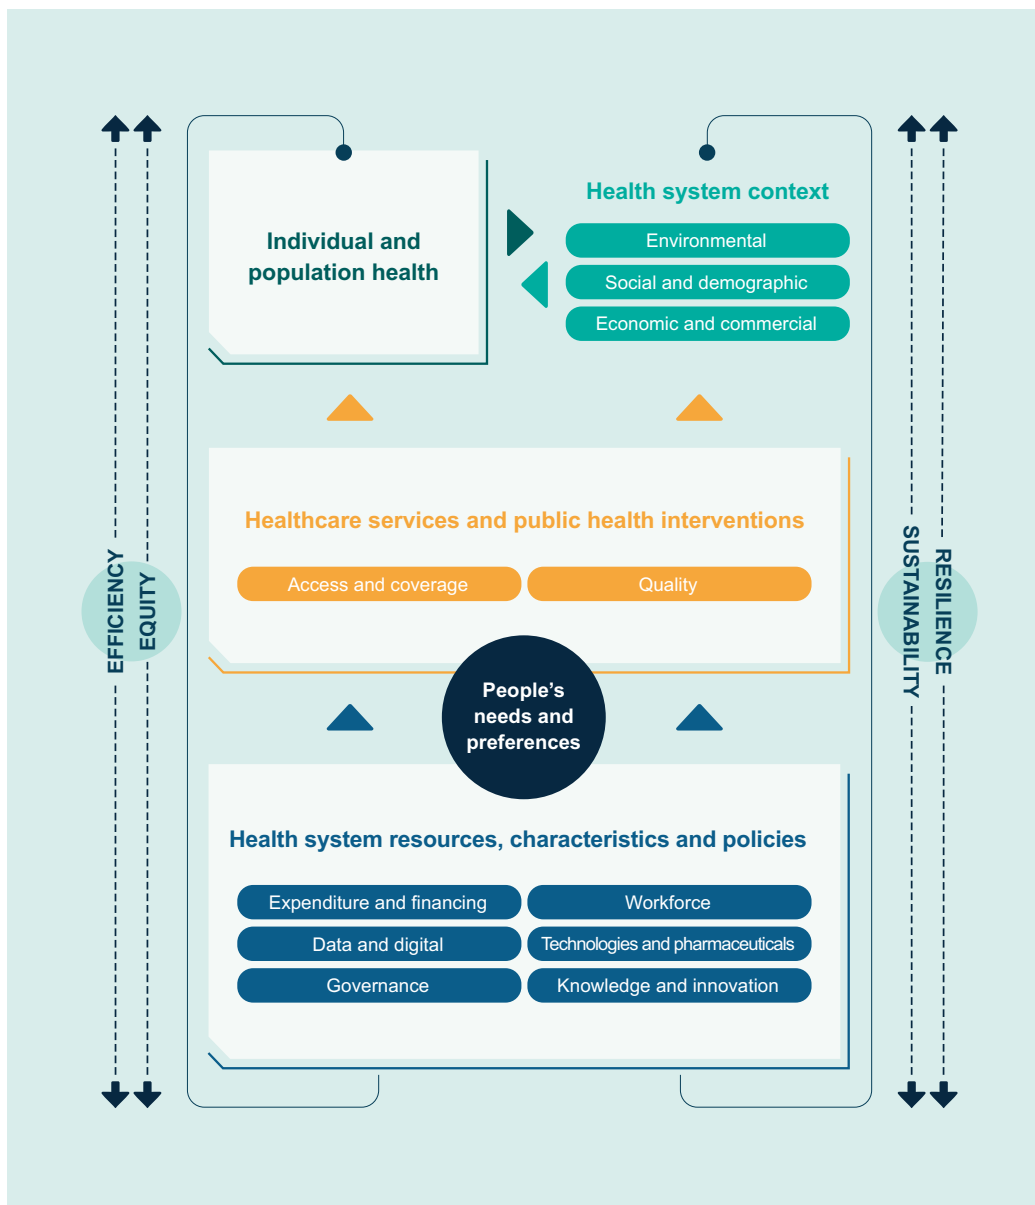 Individual and
population health
Health system context
Environmental
Social and demographic
Economic and commercial
Healthcare services and public health interventions
Access and coverage
Quality
EFFICIENCY
EQUITY
SUSTAINABILITY
RESILIENCE
People’s
needs and
preferences
Health system resources, characteristics and policies
Expenditure and financing
Workforce
Data and digital
Technologies and pharmaceuticals
Governance
Knowledge and innovation